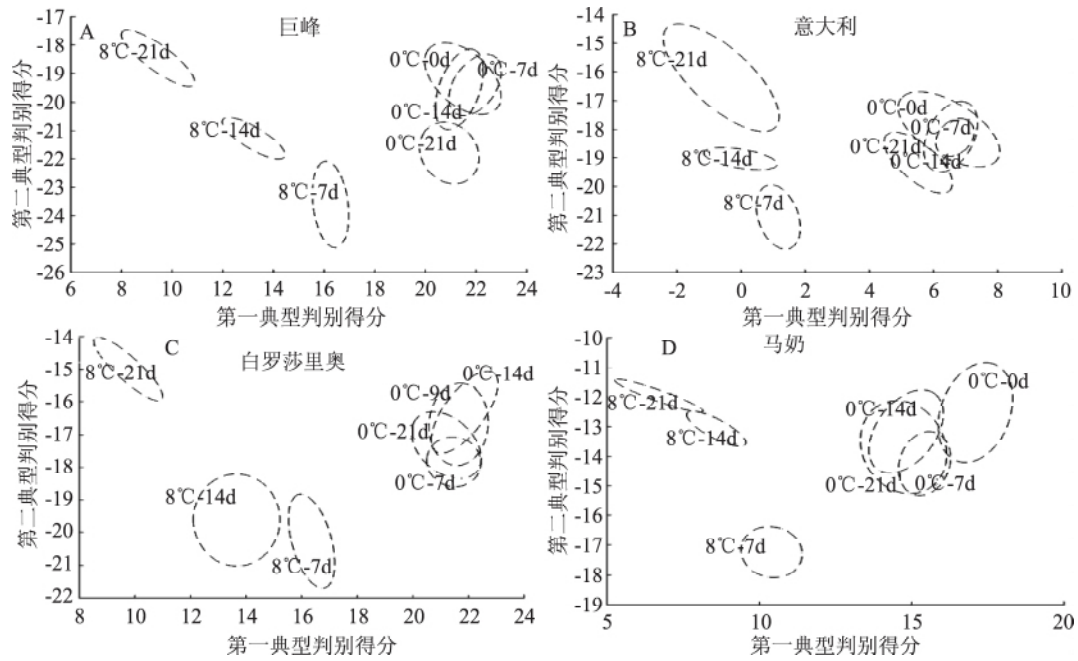 A
巨峰
第二典型判别得分
-17
-18
-19
-20
-21
-22
-23
-24
-25
-26
8℃-21d
8℃-14d
8℃-7d
0℃-0d
0℃-7d
0℃-14d
0℃-21d
6 8 10 12 14 16 18 20 22 24
第一典型判别得分
B
意大利
第二典型判别得分
-14
-15
-16
-17
-18
-19
-20
-21
-22
-23
8℃-21d
8℃-14d
8℃-7d
0℃-0d
0℃-7d
0℃-21d
0℃-14d
-4 -2 0 2 4 6 8 10
第一典型判别得分
C
白罗莎里奥
第二典型判别得分
-14
-15
-16
-17
-18
-19
-20
-21
-22
8℃-21d
8℃-14d
8℃-7d
0℃-14d
0℃-9d
0℃-21d
0℃-7d
8 10 12 14 16 18 20 22 24
第一典型判别得分
D
马奶
第二典型判别得分
-10
-11
-12
-13
-14
-15
-16
-17
-18
-19
8℃-21d
8℃-14d
8℃-7d
0℃-0d
0℃-14d
0℃-21d
0℃-7d
5 10 15 20
第一典型判别得分